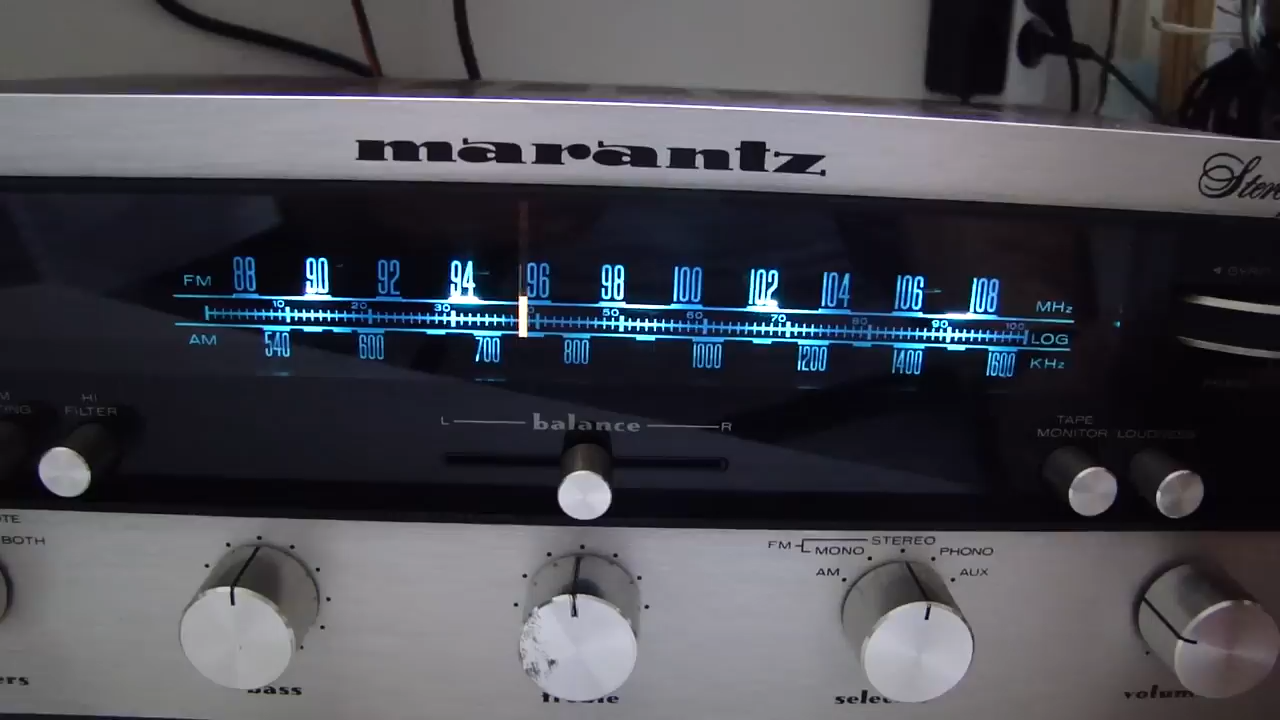 marantz
FM 88 90 92 94 96 98 100 102 104 106 108 MHz
10 20 30 50 60 70 80 90 100 LOG
AM 540 600 700 800 1000 1200 1400 1600 KHz
L balance R
HI
FILTER
TAPE
MONITOR LOUDNESS
BOTH
FM MONO STEREO PHONO
AM AUX
bass treble